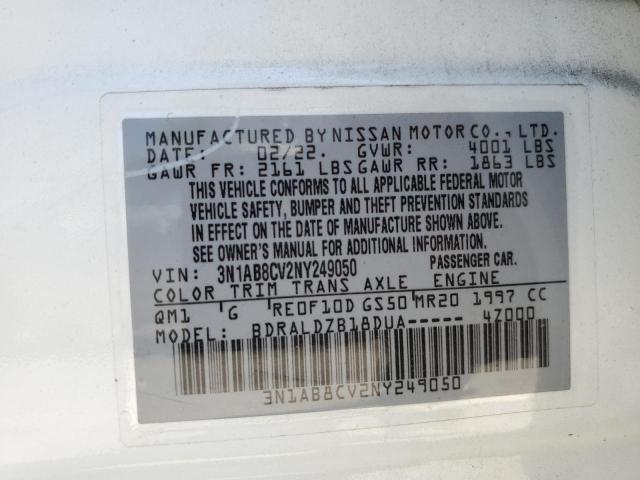 MANUFACTURED BY NISSAN MOTOR CO., LTD.
DATE: 02/22. GVWR: 4001 LBS
GAWR FR: 2161 LBS GAWR RR: 1863 LBS
THIS VEHICLE CONFORMS TO ALL APPLICABLE FEDERAL MOTOR
VEHICLE SAFETY, BUMPER AND THEFT PREVENTION STANDARDS
IN EFFECT ON THE DATE OF MANUFACTURE SHOWN ABOVE.
SEE OWNER'S MANUAL FOR ADDITIONAL INFORMATION.
VIN: 3N1AB8CV2NY249050 PASSENGER CAR.
COLOR TRIM TRANS AXLE ENGINE
QM1 G RE0F10D GS50 MR20 1997 CC
MODEL: BDRALDZB18DUA----- 4Z000
3N1AB8CV2NY249050